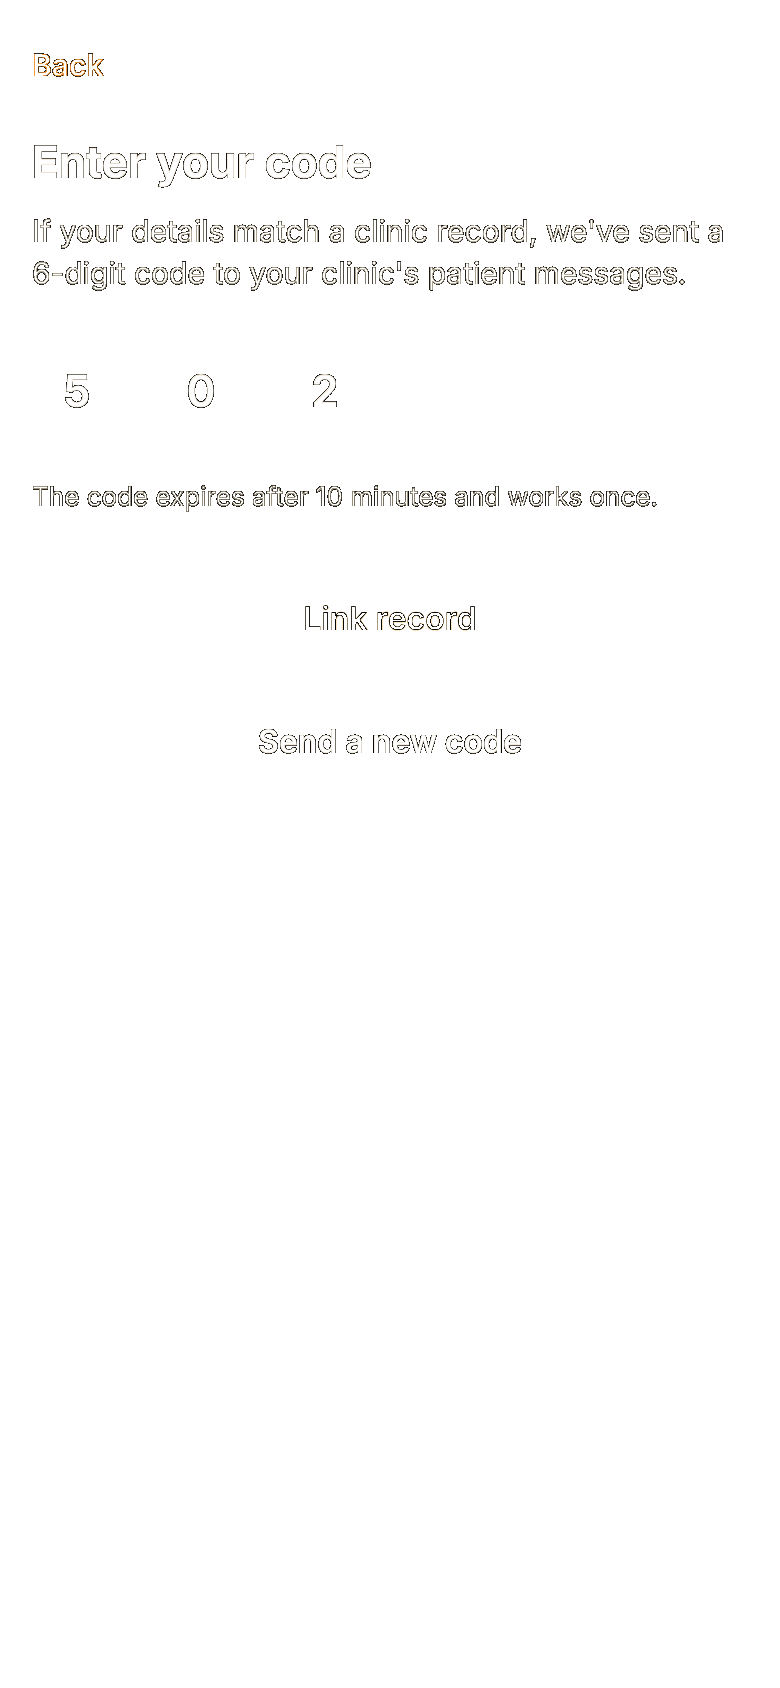 Back
Enter your code
If your details match a clinic record, we've sent a
6-digit code to your clinic's patient messages.
5 0 2
The code expires after 10 minutes and works once.
Link record
Send a new code